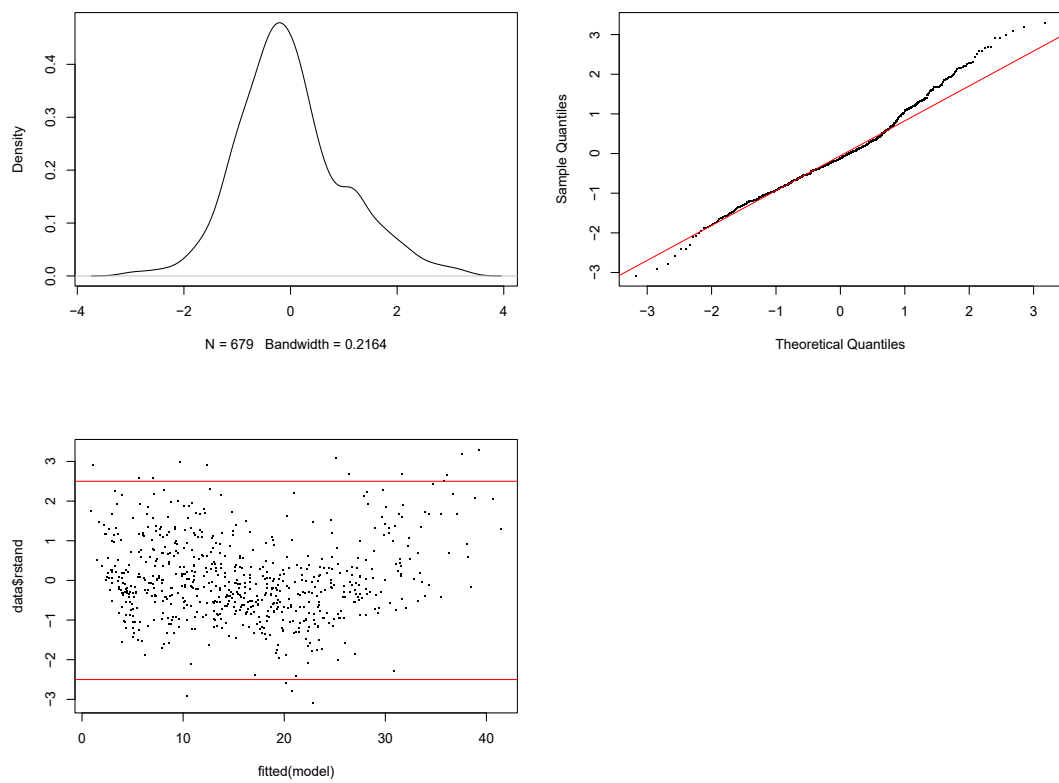 Density
0.0 0.1 0.2 0.3 0.4
−4 −2 0 2 4
N = 679 Bandwidth = 0.2164
Sample Quantiles
−3 −2 −1 0 1 2 3
−3 −2 −1 0 1 2 3
Theoretical Quantiles
data$rstand
−3 −2 −1 0 1 2 3
0 10 20 30 40
fitted(model)